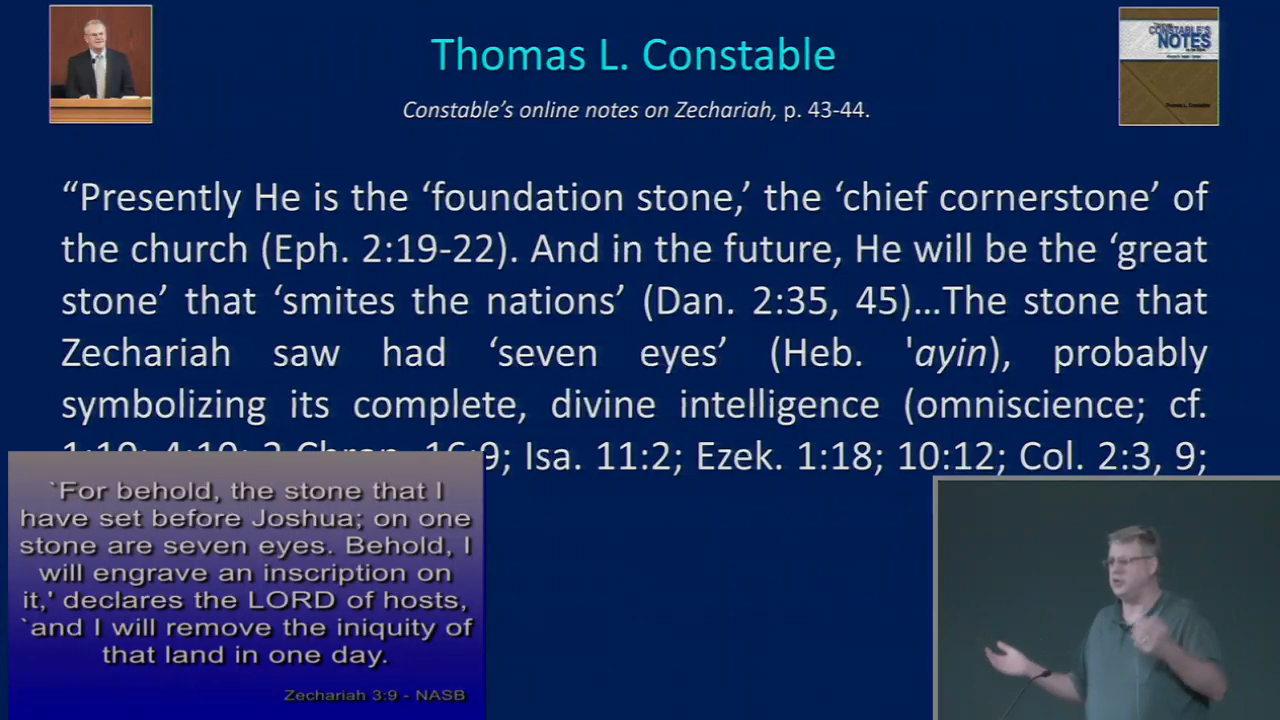 Thomas L. Constable
Constable's online notes on Zechariah, p. 43-44.
CONSTABLE'S
NOTES
Thomas L. Constable
“Presently He is the ‘foundation stone,’ the ‘chief cornerstone’ of
the church (Eph. 2:19-22). And in the future, He will be the ‘great
stone’ that ‘smites the nations’ (Dan. 2:35, 45)…The stone that
Zechariah saw had ‘seven eyes’ (Heb. 'ayin), probably
symbolizing its complete, divine intelligence (omniscience; cf.
16:9; Isa. 11:2; Ezek. 1:18; 10:12; Col. 2:3, 9;
`For behold, the stone that I
have set before Joshua; on one
stone are seven eyes. Behold, I
will engrave an inscription on
it,' declares the LORD of hosts,
`and I will remove the iniquity of
that land in one day.
Zechariah 3:9 - NASB